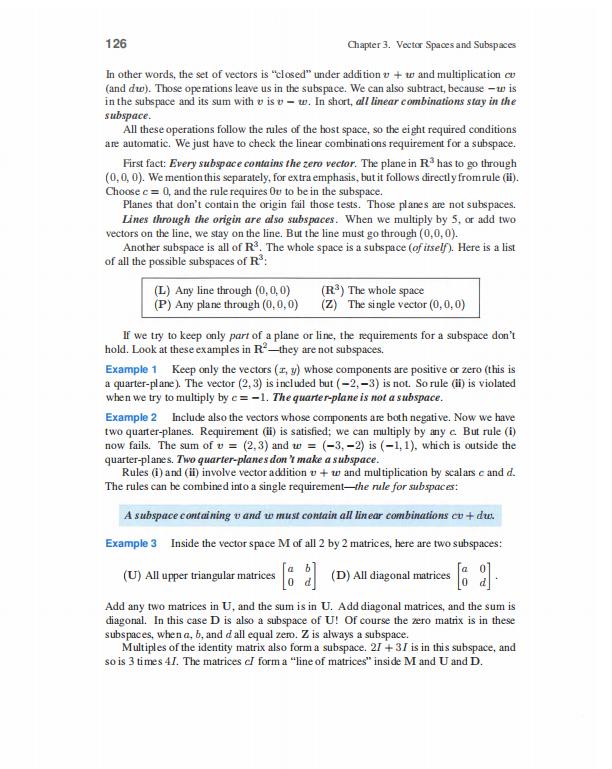 126
Chapter 3. Vector Spaces and Subspaces
In other words, the set of vectors is “closed” under addition v + w and multiplication cv
(and dw). Those operations leave us in the subspace. We can also subtract, because −w is
in the subspace and its sum with v is v − w. In short, all linear combinations stay in the
subspace.
All these operations follow the rules of the host space, so the eight required conditions
are automatic. We just have to check the linear combinations requirement for a subspace.
First fact: Every subspace contains the zero vector. The plane in R³ has to go through
(0, 0, 0). We mention this separately, for extra emphasis, but it follows directly from rule (ii).
Choose c = 0, and the rule requires 0v to be in the subspace.
Planes that don’t contain the origin fail those tests. Those planes are not subspaces.
Lines through the origin are also subspaces. When we multiply by 5, or add two
vectors on the line, we stay on the line. But the line must go through (0, 0, 0).
Another subspace is all of R³. The whole space is a subspace (of itself). Here is a list
of all the possible subspaces of R³:
(L) Any line through (0, 0, 0) (R³) The whole space
(P) Any plane through (0, 0, 0) (Z) The single vector (0, 0, 0)
If we try to keep only part of a plane or line, the requirements for a subspace don’t
hold. Look at these examples in R²—they are not subspaces.
Example 1 Keep only the vectors (x, y) whose components are positive or zero (this is
a quarter-plane). The vector (2, 3) is included but (−2, −3) is not. So rule (ii) is violated
when we try to multiply by c = −1. The quarter-plane is not a subspace.
Example 2 Include also the vectors whose components are both negative. Now we have
two quarter-planes. Requirement (ii) is satisfied; we can multiply by any c. But rule (i)
now fails. The sum of v = (2, 3) and w = (−3, −2) is (−1, 1), which is outside the
quarter-planes. Two quarter-planes don’t make a subspace.
Rules (i) and (ii) involve vector addition v + w and multiplication by scalars c and d.
The rules can be combined into a single requirement—the rule for subspaces:
A subspace containing v and w must contain all linear combinations cv + dw.
Example 3 Inside the vector space M of all 2 by 2 matrices, here are two subspaces:
(U) All upper triangular matrices [a b; 0 d] (D) All diagonal matrices [a 0; 0 d].
Add any two matrices in U, and the sum is in U. Add diagonal matrices, and the sum is
diagonal. In this case D is also a subspace of U! Of course the zero matrix is in these
subspaces, when a, b, and d all equal zero. Z is always a subspace.
Multiples of the identity matrix also form a subspace. 2I + 3I is in this subspace, and
so is 3 times 4I. The matrices cI form a “line of matrices” inside M and U and D.